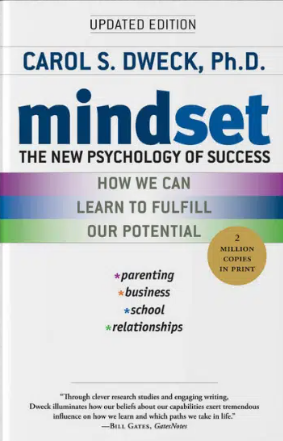 UPDATED EDITION
CAROL S. DWECK, Ph.D.
mindset
THE NEW PSYCHOLOGY OF SUCCESS
HOW WE CAN
LEARN TO FULFILL
OUR POTENTIAL
2
MILLION
COPIES
IN PRINT
*parenting
*business
*school
*relationships
"Through clever research studies and engaging writing,
Dweck illuminates how our beliefs about our capabilities exert tremendous
influence on how we learn and which paths we take in life."
—BILL GATES, GatesNotes